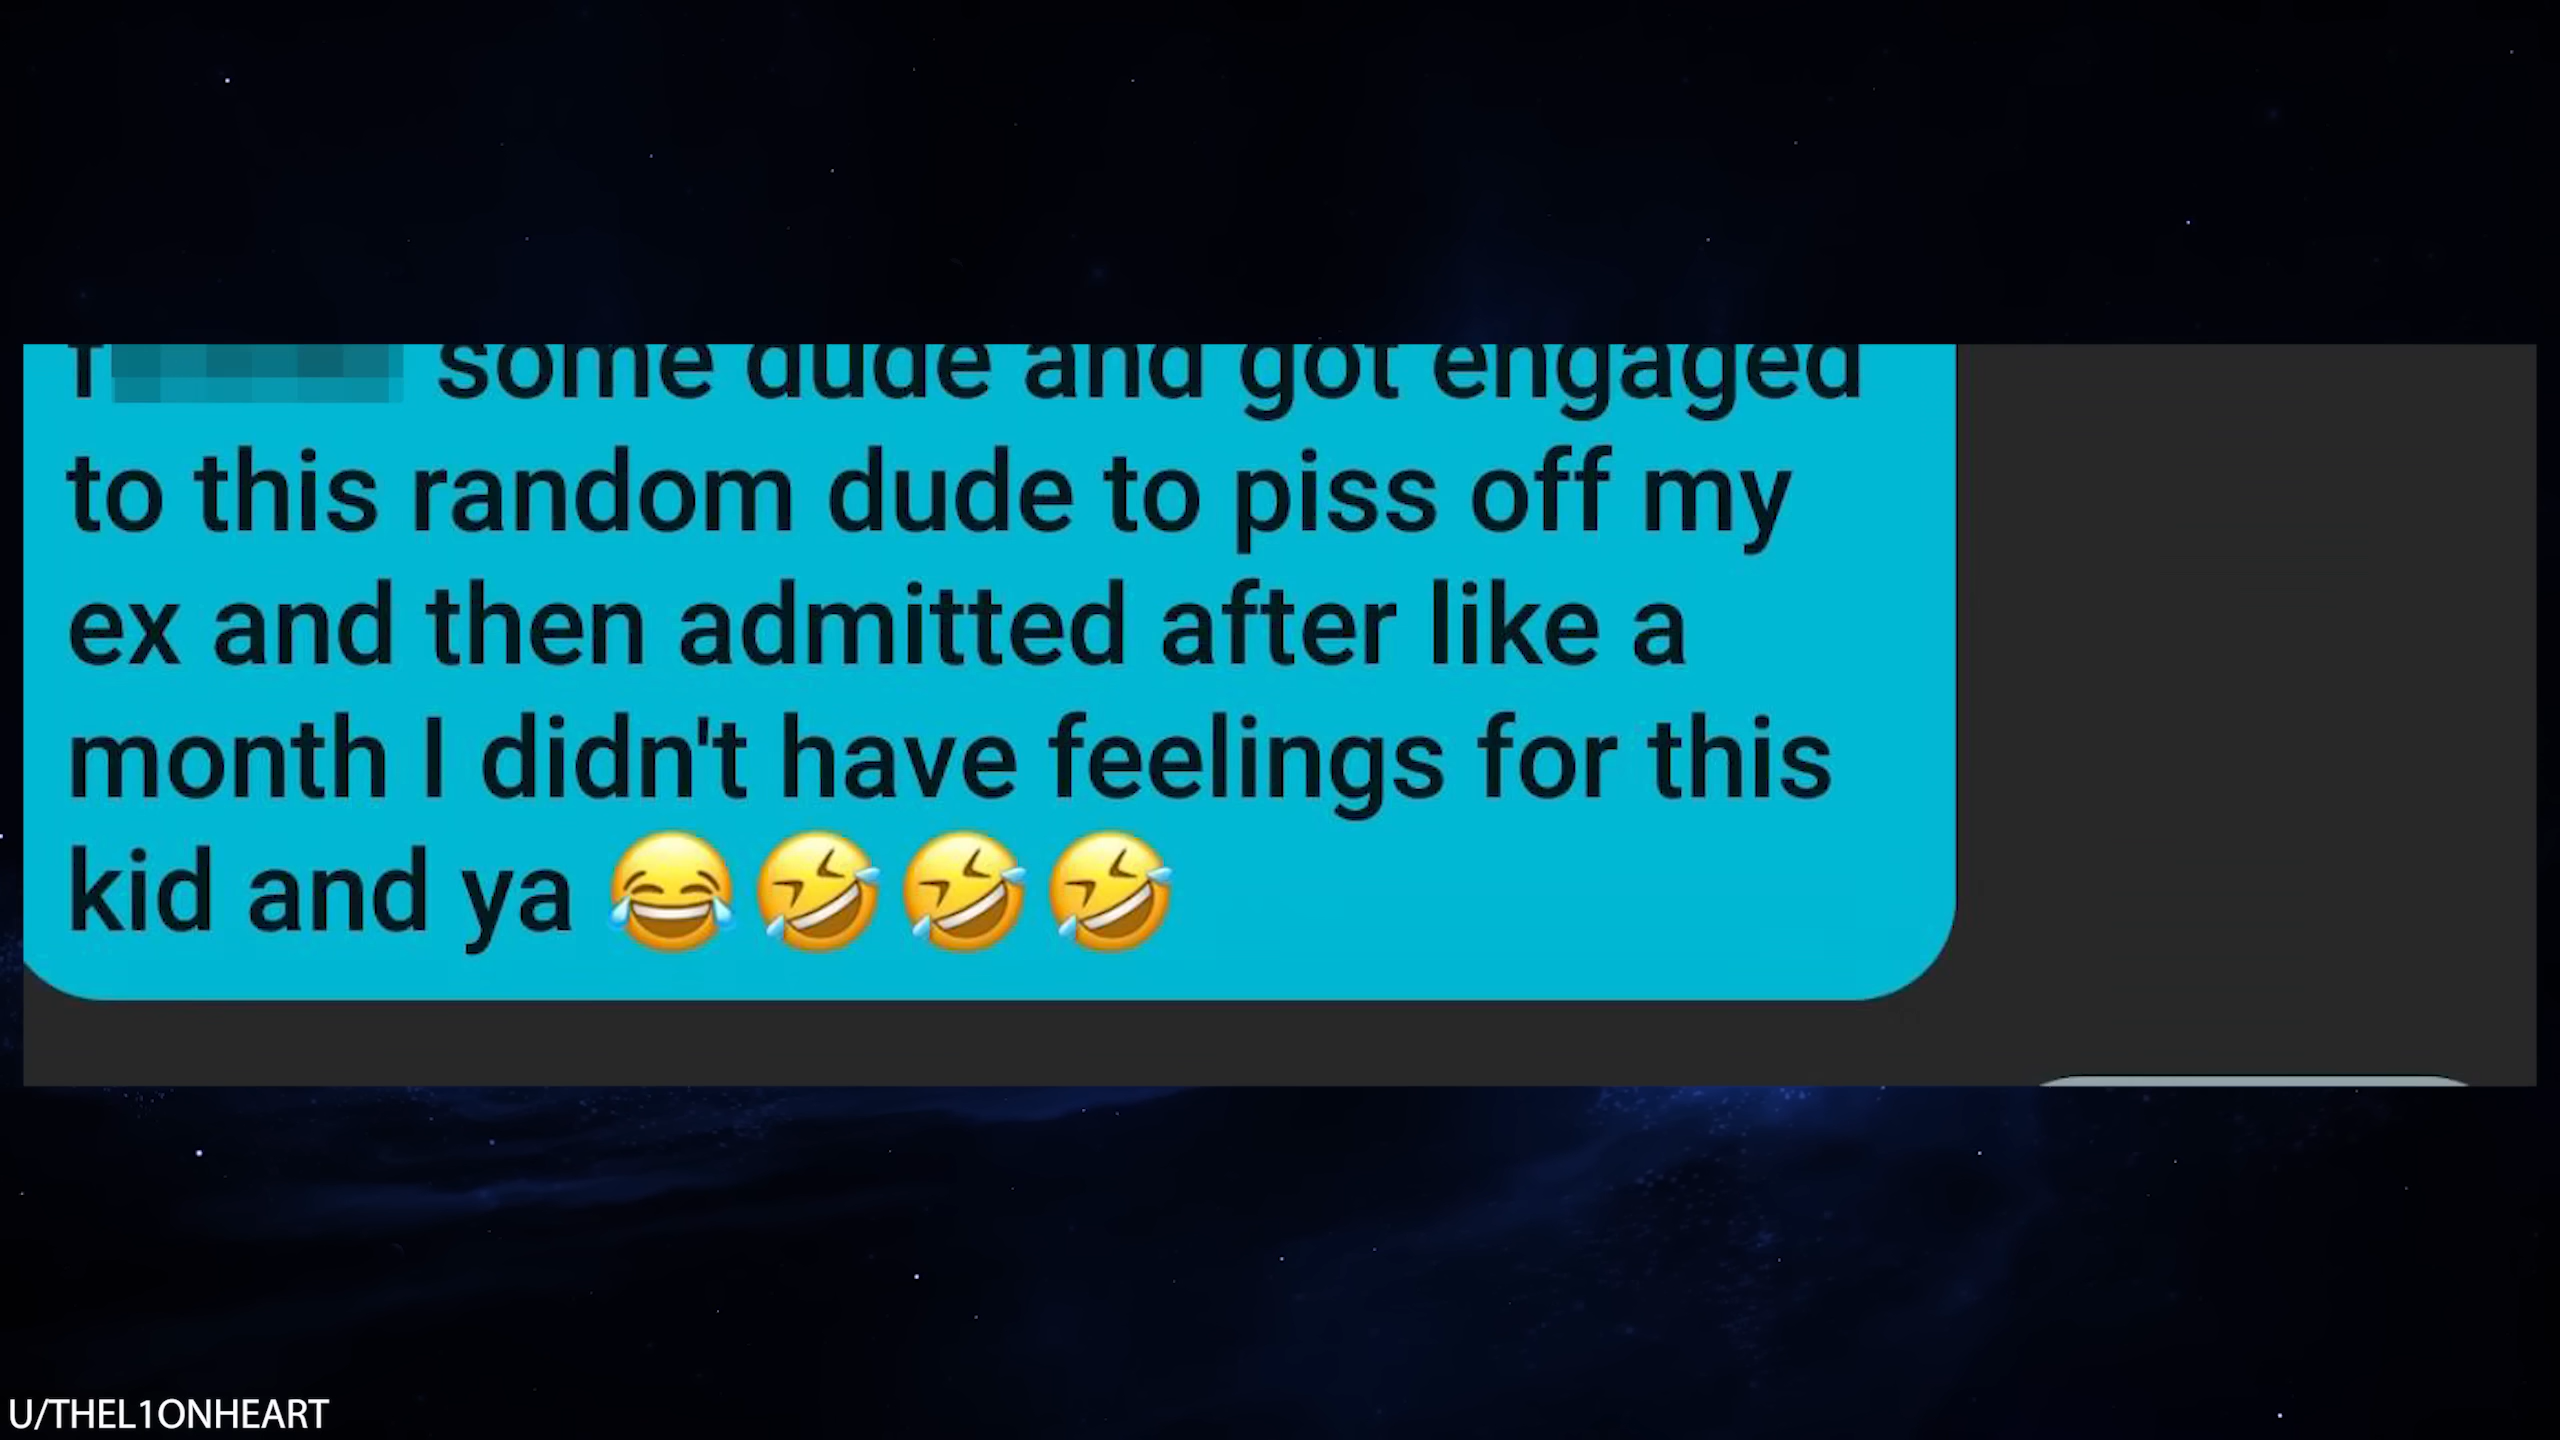 some dude and got engaged
to this random dude to piss off my
ex and then admitted after like a
month I didn't have feelings for this
kid and ya 😂🤣🤣🤣
U/THEL1ONHEART